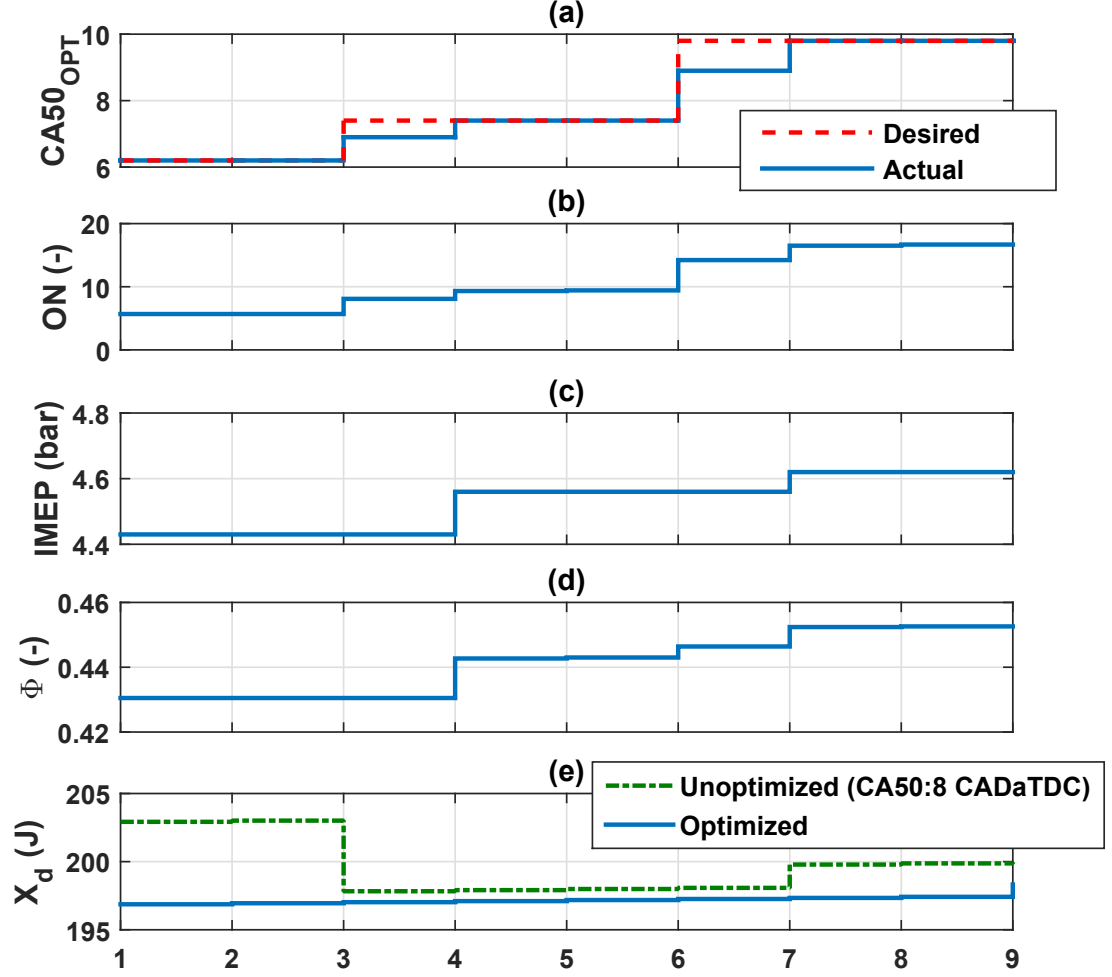 (a)
CA50OPT
10
8
6
Desired
Actual
(b)
ON (-)
20
10
0
(c)
IMEP (bar)
4.8
4.6
4.4
(d)
Φ (-)
0.46
0.44
0.42
(e)
Xd (J)
205
200
195
Unoptimized (CA50:8 CADaTDC)
Optimized
1 2 3 4 5 6 7 8 9